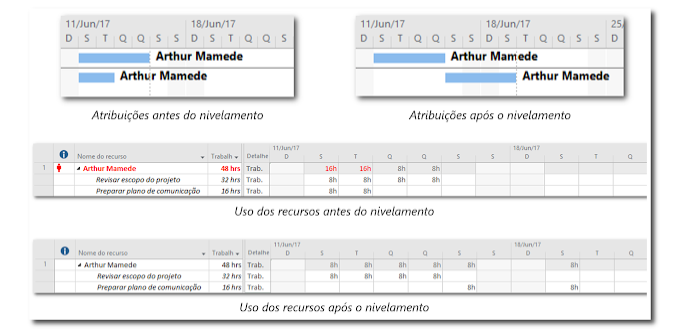 11/Jun/17 18/Jun/17
D S T Q Q S S D S T Q Q S
Arthur Mamede
Arthur Mamede
Atribuições antes do nivelamento
11/Jun/17 18/Jun/17 25/
D S T Q Q S S D S T Q Q S S D
Arthur Mamede
Arthur Mamede
Atribuições após o nivelamento
11/Jun/17 18/Jun/17
Nome do recurso Trabalh Detalhe D S T Q Q S S D S T Q
1 Arthur Mamede 48 hrs Trab. 16h 16h 8h 8h
Revisar escopo do projeto 32 hrs Trab. 8h 8h 8h 8h
Preparar plano de comunicação 16 hrs Trab. 8h 8h
Uso dos recursos antes do nivelamento
11/Jun/17 18/Jun/17
Nome do recurso Trabalh Detalhe D S T Q Q S S D S T Q
1 Arthur Mamede 48 hrs Trab. 8h 8h 8h 8h 8h 8h
Revisar escopo do projeto 32 hrs Trab. 8h 8h 8h 8h
Preparar plano de comunicação 16 hrs Trab. 8h 8h
Uso dos recursos após o nivelamento